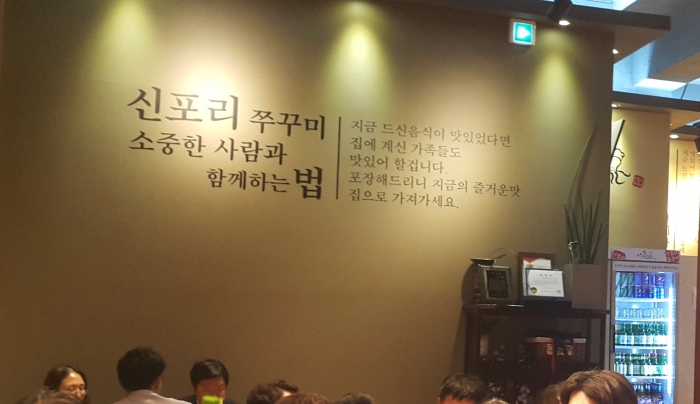 신포리 쭈꾸미
소중한 사람과
함께하는 법
지금 드신음식이 맛있었다면
집에 계신 가족들도
맛있어 할겁니다.
포장해드리니 지금의 즐거운맛
집으로 가져가세요.